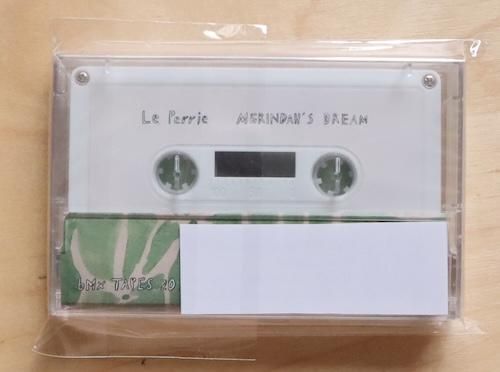 Le Perrie MERINDAH'S DREAM
bMx TAPES 20